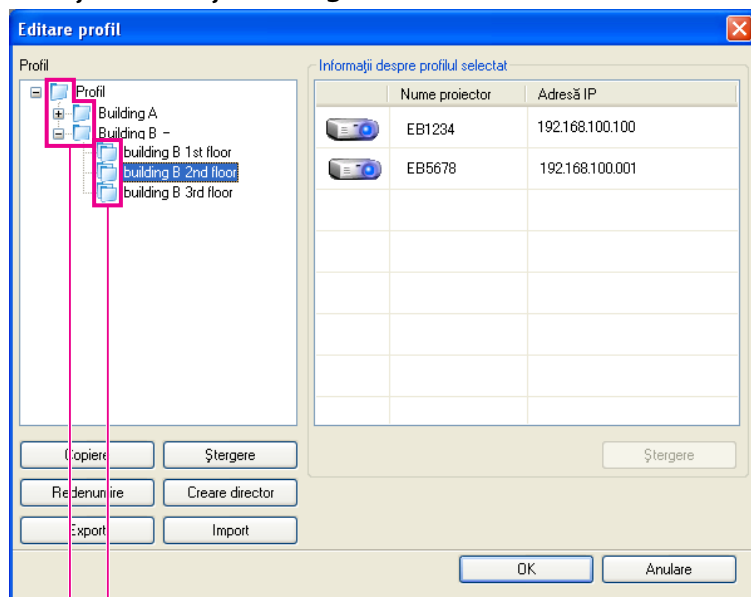 Editare profil
Profil
Profil
Building A
Building B –
building B 1st floor
building B 2nd floor
building B 3rd floor
Copiere
Ştergere
Redenumire
Creare director
Export
Import
Informaţii despre profilul selectat
Nume proiector
Adresă IP
EB1234
192.168.100.100
EB5678
192.168.100.001
Ştergere
OK
Anulare